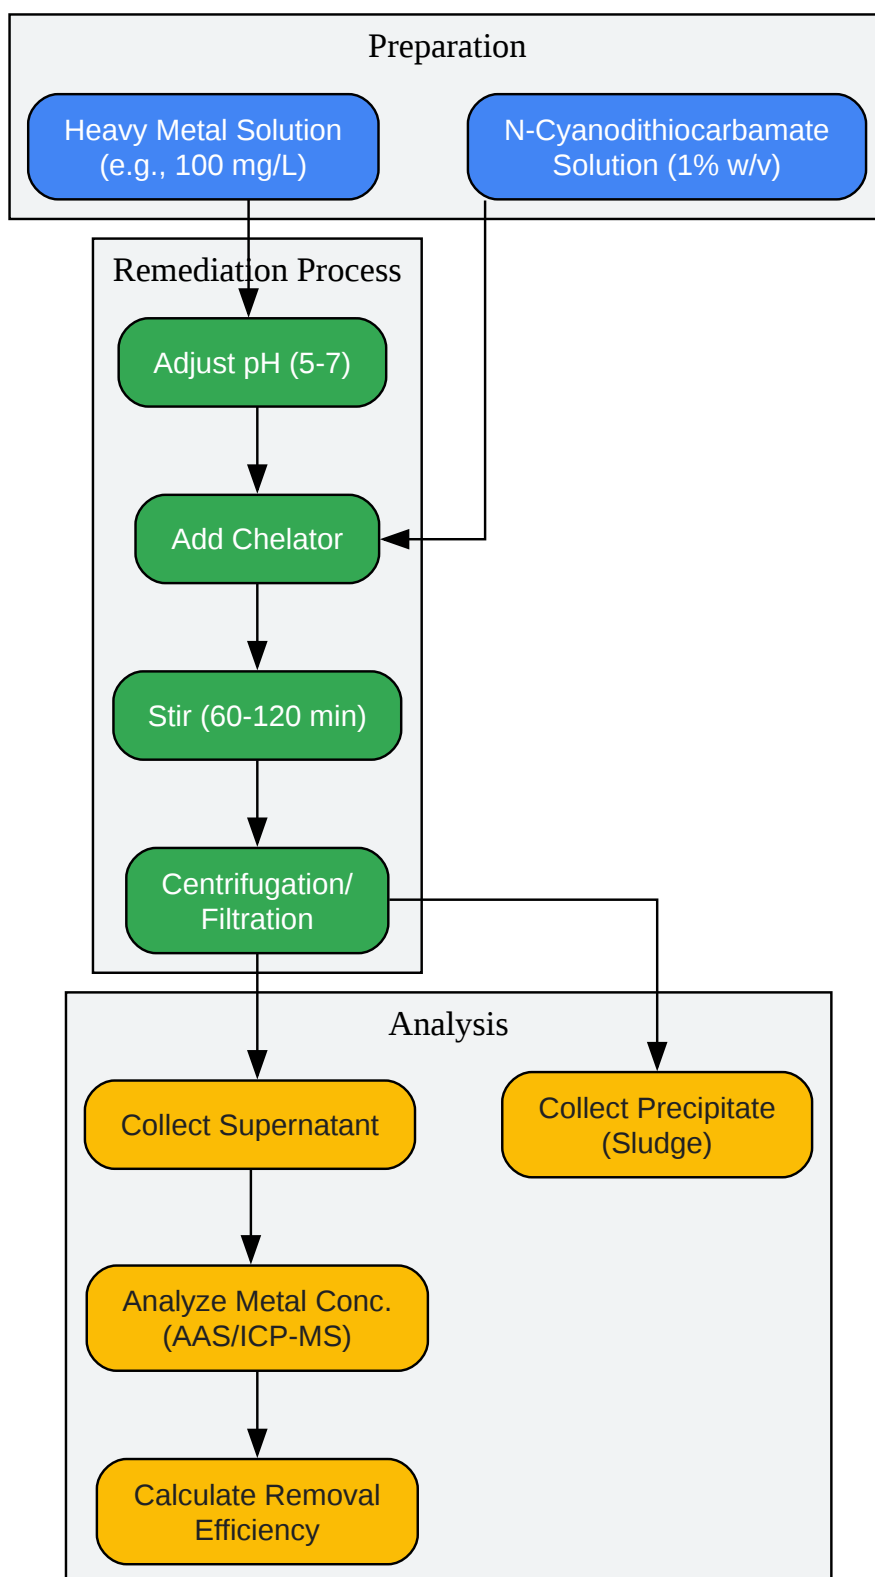 Preparation
Heavy Metal Solution
(e.g., 100 mg/L)
N-Cyanodithiocarbamate
Solution (1% w/v)
Remediation Process
Adjust pH (5-7)
Add Chelator
Stir (60-120 min)
Centrifugation/
Filtration
Analysis
Collect Supernatant
Collect Precipitate
(Sludge)
Analyze Metal Conc.
(AAS/ICP-MS)
Calculate Removal
Efficiency